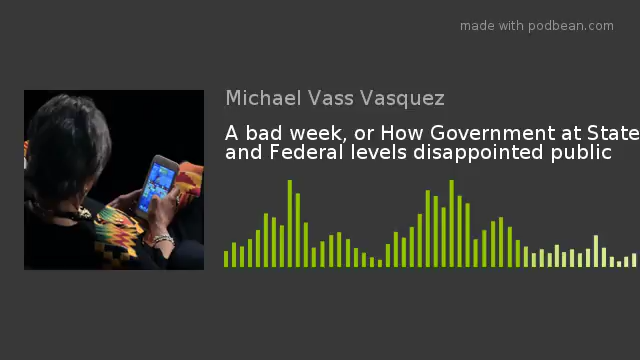 made with podbean.com
Michael Vass Vasquez
A bad week, or How Government at State
and Federal levels disappointed public